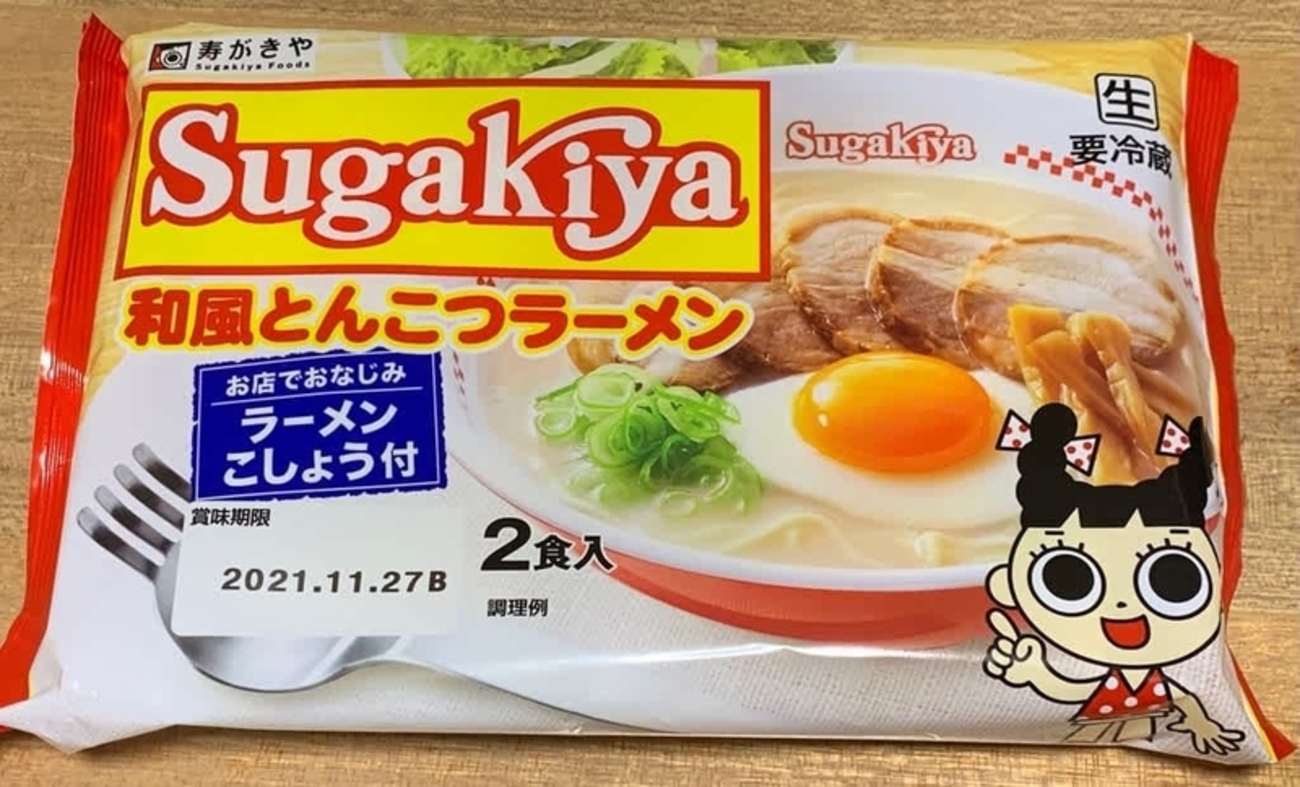 寿がきや
Sugakiya Foods
Sugakiya
Sugakiya
生
要冷蔵
和風とんこつラーメン
お店でおなじみ
ラーメン
こしょう付
賞味期限
2021.11.27B
2食入
調理例